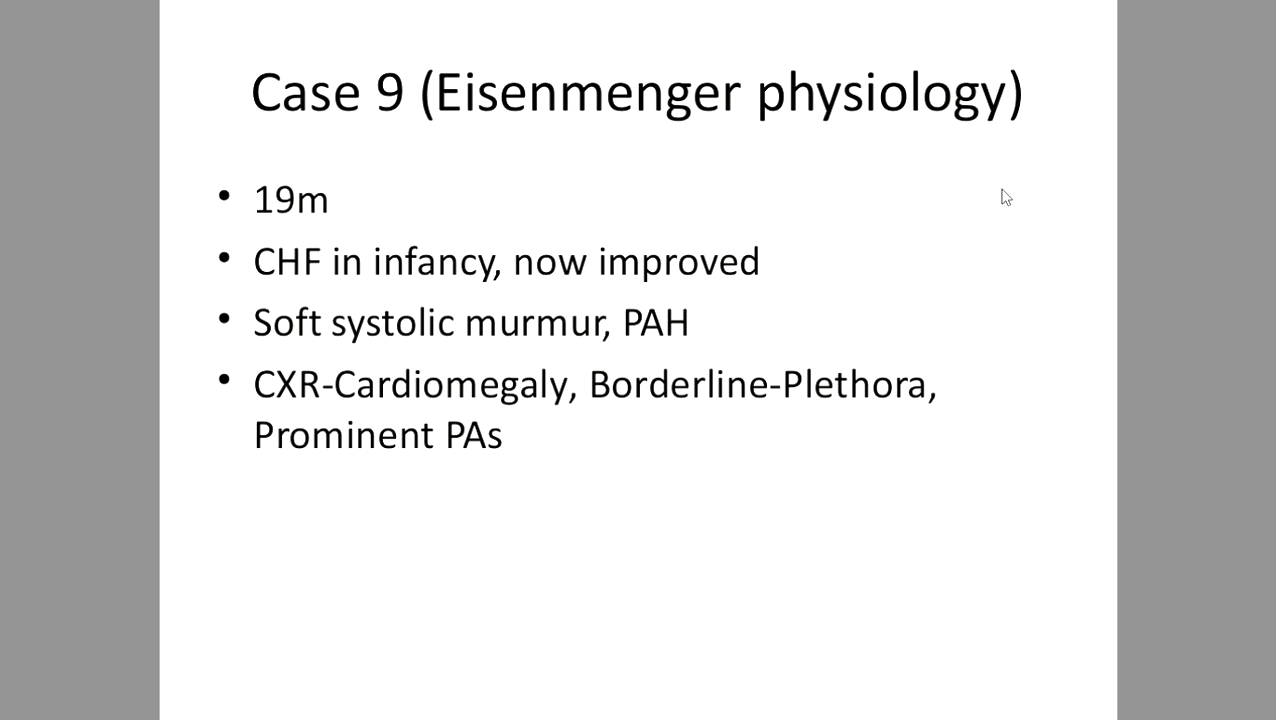 Case 9 (Eisenmenger physiology)
• 19m
• CHF in infancy, now improved
• Soft systolic murmur, PAH
• CXR-Cardiomegaly, Borderline-Plethora,
Prominent PAs